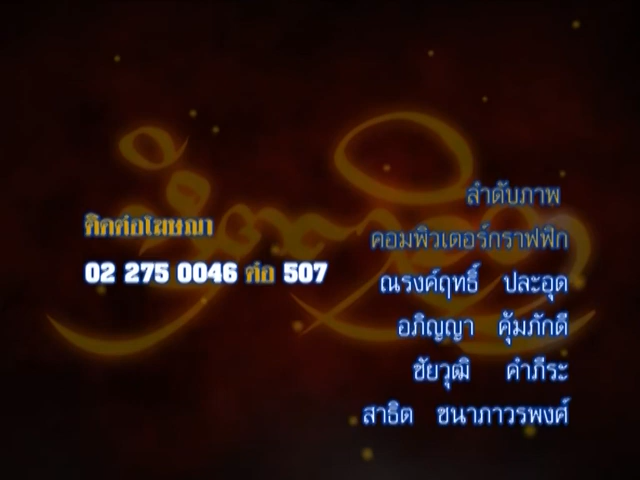 ติดต่อโฆษณา
02 275 0046 ต่อ 507
ลำดับภาพ
คอมพิวเตอร์กราฟฟิก
ณรงค์ฤทธิ์ ปละอุด
อภิญญา คุ้มภักดี
ชัยวุฒิ คำภีระ
สาธิต ชนาภาวรพงศ์